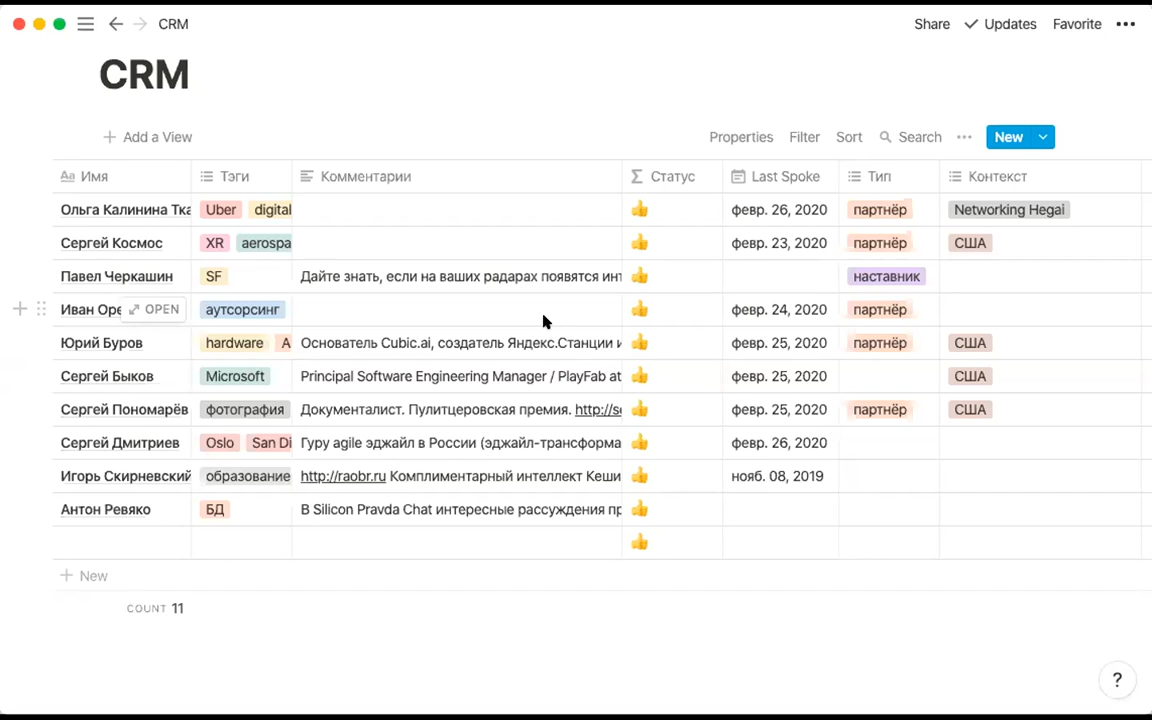 CRM Share Updates Favorite
CRM
Add a View Properties Filter Sort Search New
Aa Имя Тэги Комментарии Σ Статус Last Spoke Тип Контекст
Ольга Калинина Тка Uber digital февр. 26, 2020 партнёр Networking Hegai
Сергей Космос XR aerospa февр. 23, 2020 партнёр США
Павел Черкашин SF Дайте знать, если на ваших радарах появятся инт наставник
Иван Оре OPEN аутсорсинг февр. 24, 2020 партнёр
Юрий Буров hardware A Основатель Cubic.ai, создатель Яндекс.Станции и февр. 25, 2020 партнёр США
Сергей Быков Microsoft Principal Software Engineering Manager / PlayFab at февр. 25, 2020 США
Сергей Пономарёв фотография Документалист. Пулитцеровская премия. http://se февр. 25, 2020 партнёр США
Сергей Дмитриев Oslo San Di Гуру agile эджайл в России (эджайл-трансформа февр. 26, 2020
Игорь Скирневский образование http://raobr.ru Комплиментарный интеллект Кеши нояб. 08, 2019
Антон Ревяко БД В Silicon Pravda Chat интересные рассуждения пр
New
COUNT 11
?